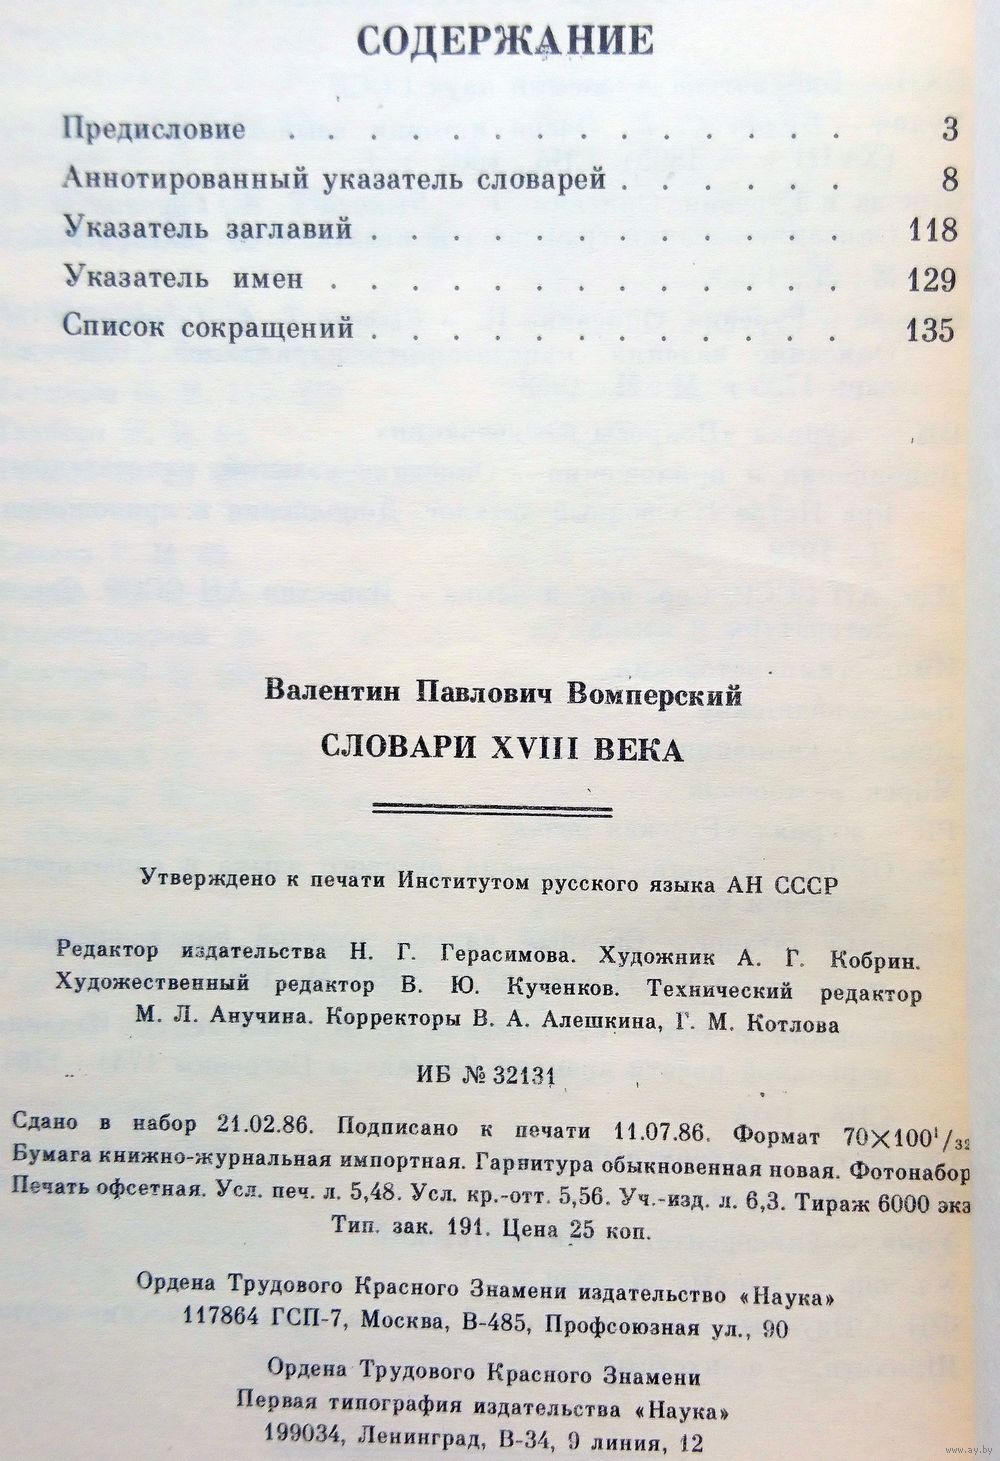 СОДЕРЖАНИЕ
Предисловие . . . . . . . . . . . . . . 3
Аннотированный указатель словарей . . . . . . 8
Указатель заглавий . . . . . . . . . . . . 118
Указатель имен . . . . . . . . . . . . . 129
Список сокращений . . . . . . . . . . . . 135
Валентин Павлович Вомперский
СЛОВАРИ XVIII ВЕКА
Утверждено к печати Институтом русского языка АН СССР
Редактор издательства Н. Г. Герасимова. Художник А. Г. Кобрин.
Художественный редактор В. Ю. Кученков. Технический редактор
М. Л. Анучина. Корректоры В. А. Алешкина, Г. М. Котлова
ИБ № 32131
Сдано в набор 21.02.86. Подписано к печати 11.07.86. Формат 70×100¹/₃₂
Бумага книжно-журнальная импортная. Гарнитура обыкновенная новая. Фотонабор
Печать офсетная. Усл. печ. л. 5,48. Усл. кр.-отт. 5,56. Уч.-изд. л. 6,3. Тираж 6000 экз
Тип. зак. 191. Цена 25 коп.
Ордена Трудового Красного Знамени издательство «Наука»
117864 ГСП-7, Москва, В-485, Профсоюзная ул., 90
Ордена Трудового Красного Знамени
Первая типография издательства «Наука»
199034, Ленинград, В-34, 9 линия, 12
www.ay.by